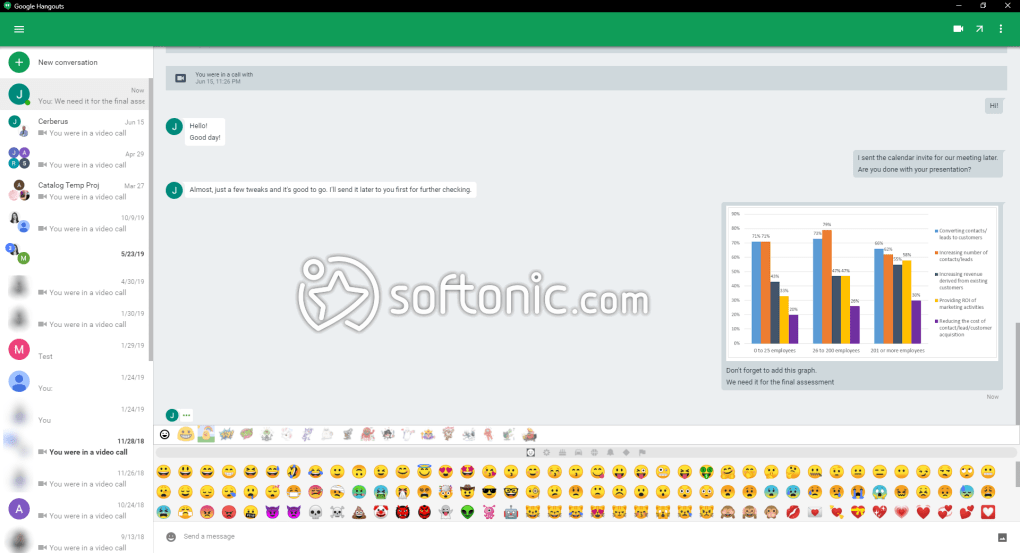 Google Hangouts
New conversation
Now
You: We need it for the final asse
Cerberus
Jun 15
You were in a video call
Apr 29
You were in a video call
Catalog Temp Proj
Mar 27
You were in a video call
10/9/19
You were in a video call
5/23/19
4/30/19
You were in a video call
1/30/19
You were in a video call
1/29/19
Test
1/24/19
You:
1/24/19
You
11/28/18
You were in a video call
11/26/18
You were in a video call
10/24/18
You were in a video call
9/13/18
You were in a video call
You were in a call with
Jun 15, 11:26 PM
Hi!
Hello!
Good day!
I sent the calendar invite for our meeting later.
Are you done with your presentation?
Almost, just a few tweaks and it's good to go. I'll send it later to you first for further checking.
90%
80%
70%
60%
50%
40%
30%
20%
10%
0%
71% 71%
43%
33%
20%
73%
79%
47% 47%
26%
66%
62%
55%
58%
30%
0 to 25 employees
26 to 200 employees
201 or more employees
Converting contacts/
leads to customers
Increasing number of
contacts/leads
Increasing revenue
derived from existing
customers
Providing ROI of
marketing activities
Reducing the cost of
contact/lead/customer
acquisition
Don't forget to add this graph.
We need it for the final assessment
Now
softonic.com
Send a message